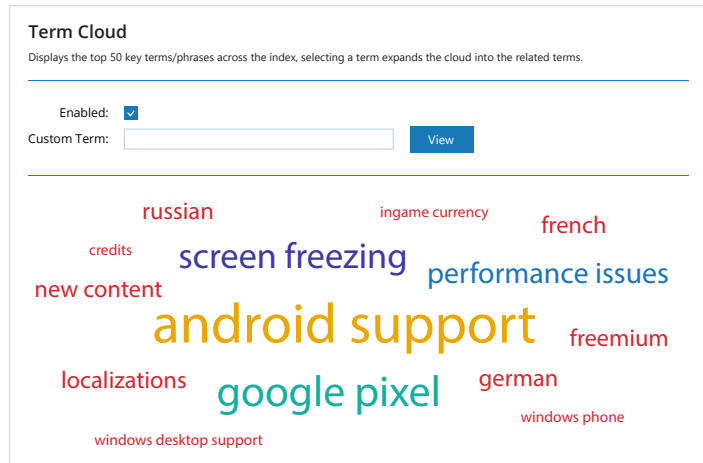 Term Cloud
Displays the top 50 key terms/phrases across the index, selecting a term expands the cloud into the related terms.
Enabled:
Custom Term:
View
russian
ingame currency
french
credits
screen freezing
performance issues
new content
android support
freemium
localizations
google pixel
german
windows phone
windows desktop support